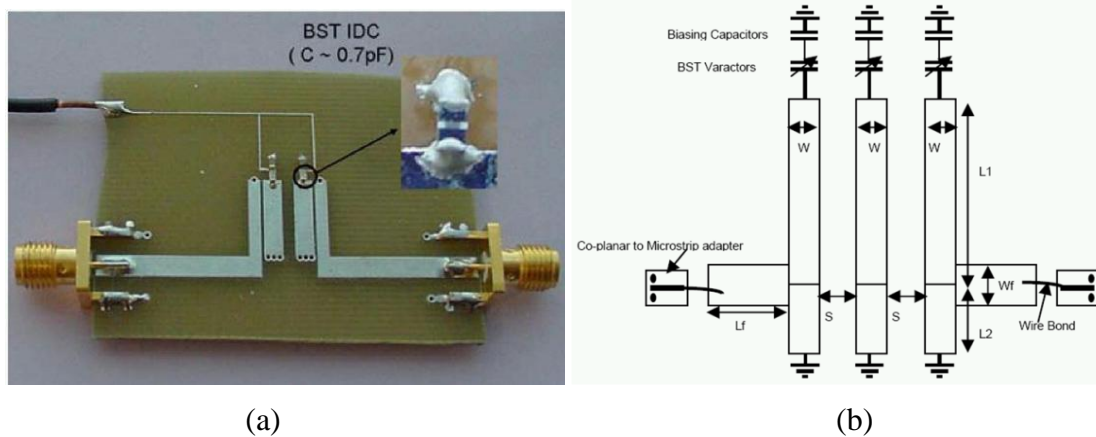 BST IDC
( C ~ 0.7pF)
Biasing Capacitors
BST Varactors
W
W
W
L1
Co-planar to Microstrip adapter
Wf
S
S
Lf
L2
Wire Bond
(a)
(b)